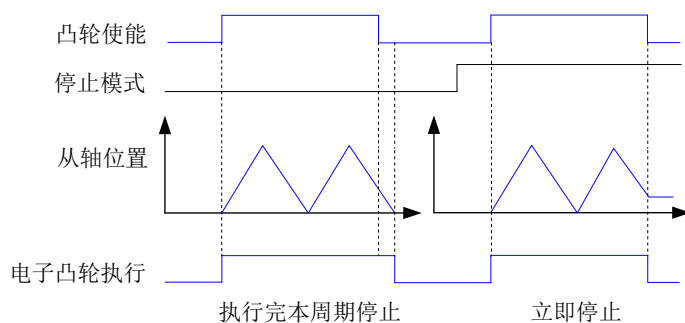 凸轮使能
停止模式
从轴位置
电子凸轮执行
执行完本周期停止
立即停止